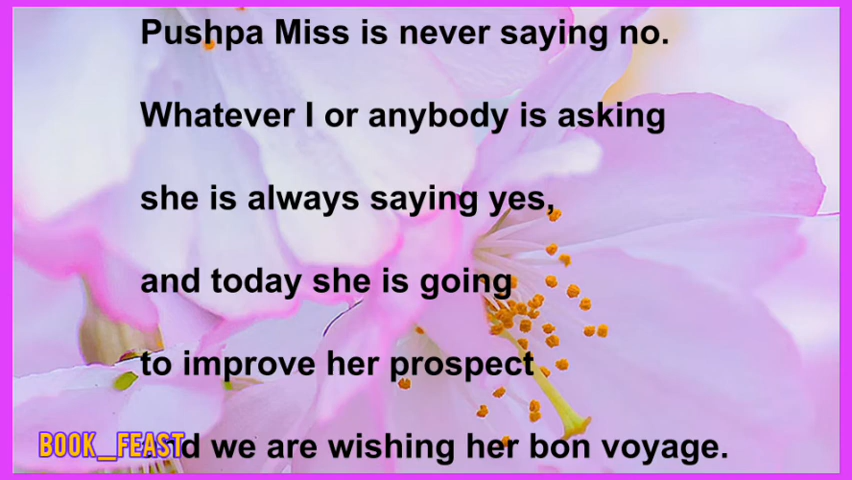 Pushpa Miss is never saying no.
Whatever I or anybody is asking
she is always saying yes,
and today she is going
to improve her prospect
and we are wishing her bon voyage.
BOOK_FEAST